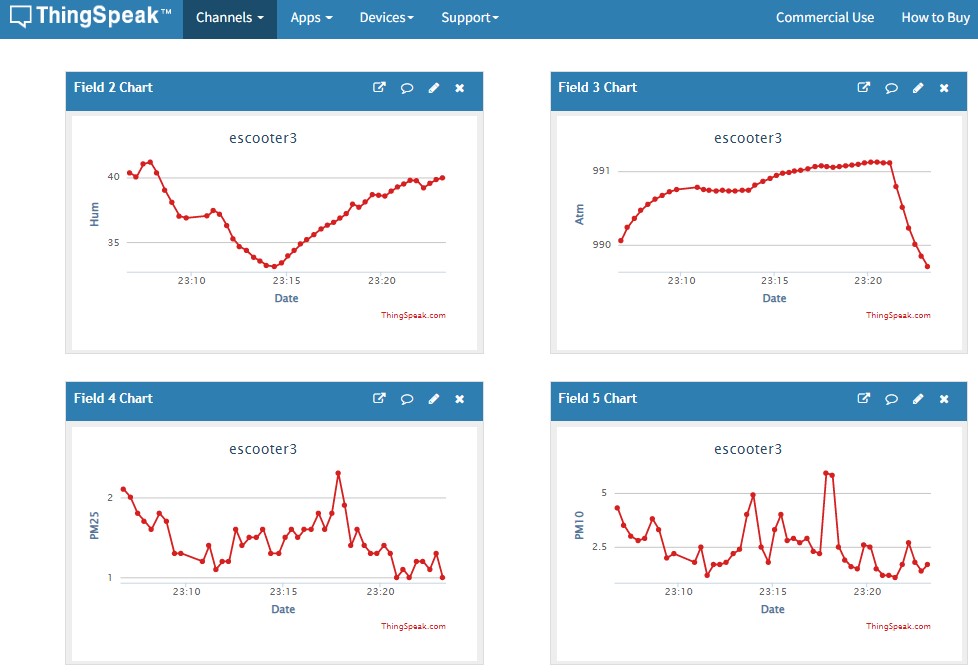 ThingSpeak™ Channels Apps Devices Support Commercial Use How to Buy
Field 2 Chart
escooter3
40
35
Hum
23:10 23:15 23:20
Date
ThingSpeak.com
Field 3 Chart
escooter3
991
990
Atm
23:10 23:15 23:20
Date
ThingSpeak.com
Field 4 Chart
escooter3
2
1
PM25
23:10 23:15 23:20
Date
ThingSpeak.com
Field 5 Chart
escooter3
5
2.5
PM10
23:10 23:15 23:20
Date
ThingSpeak.com